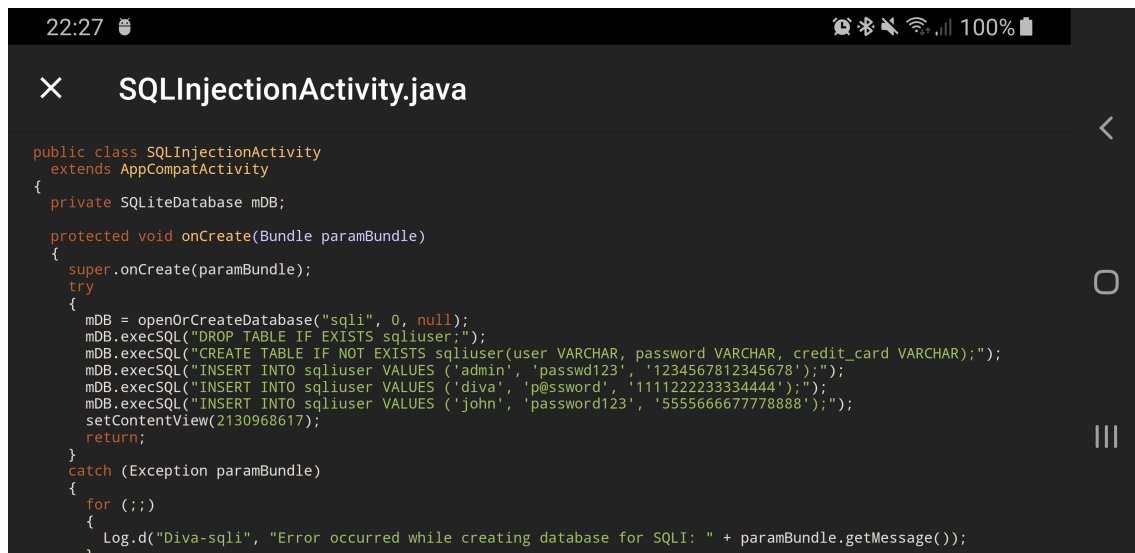 22:27 100%
SQLInjectionActivity.java
public class SQLInjectionActivity
extends AppCompatActivity
{
private SQLiteDatabase mDB;
protected void onCreate(Bundle paramBundle)
{
super.onCreate(paramBundle);
try
{
mDB = openOrCreateDatabase("sqli", 0, null);
mDB.execSQL("DROP TABLE IF EXISTS sqliuser;");
mDB.execSQL("CREATE TABLE IF NOT EXISTS sqliuser(user VARCHAR, password VARCHAR, credit_card VARCHAR);");
mDB.execSQL("INSERT INTO sqliuser VALUES ('admin', 'passwd123', '1234567812345678');");
mDB.execSQL("INSERT INTO sqliuser VALUES ('diva', 'p@ssword', '1111222233334444');");
mDB.execSQL("INSERT INTO sqliuser VALUES ('john', 'password123', '5555666677778888');");
setContentView(2130968617);
return;
}
catch (Exception paramBundle)
{
for (;;)
{
Log.d("Diva-sqli", "Error occurred while creating database for SQLI: " + paramBundle.getMessage());
}